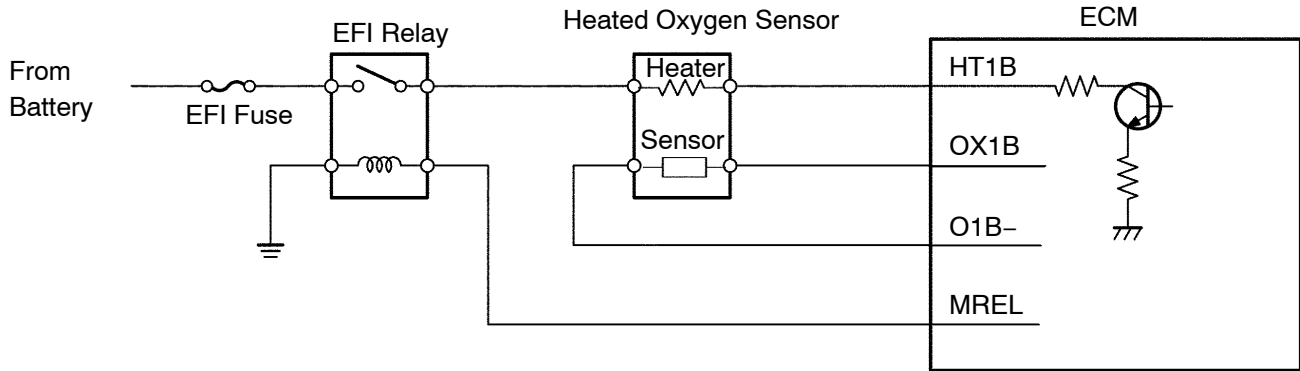 Heated Oxygen Sensor
ECM
EFI Relay
From
Battery
EFI Fuse
Heater
Sensor
HT1B
OX1B
O1B−
MREL